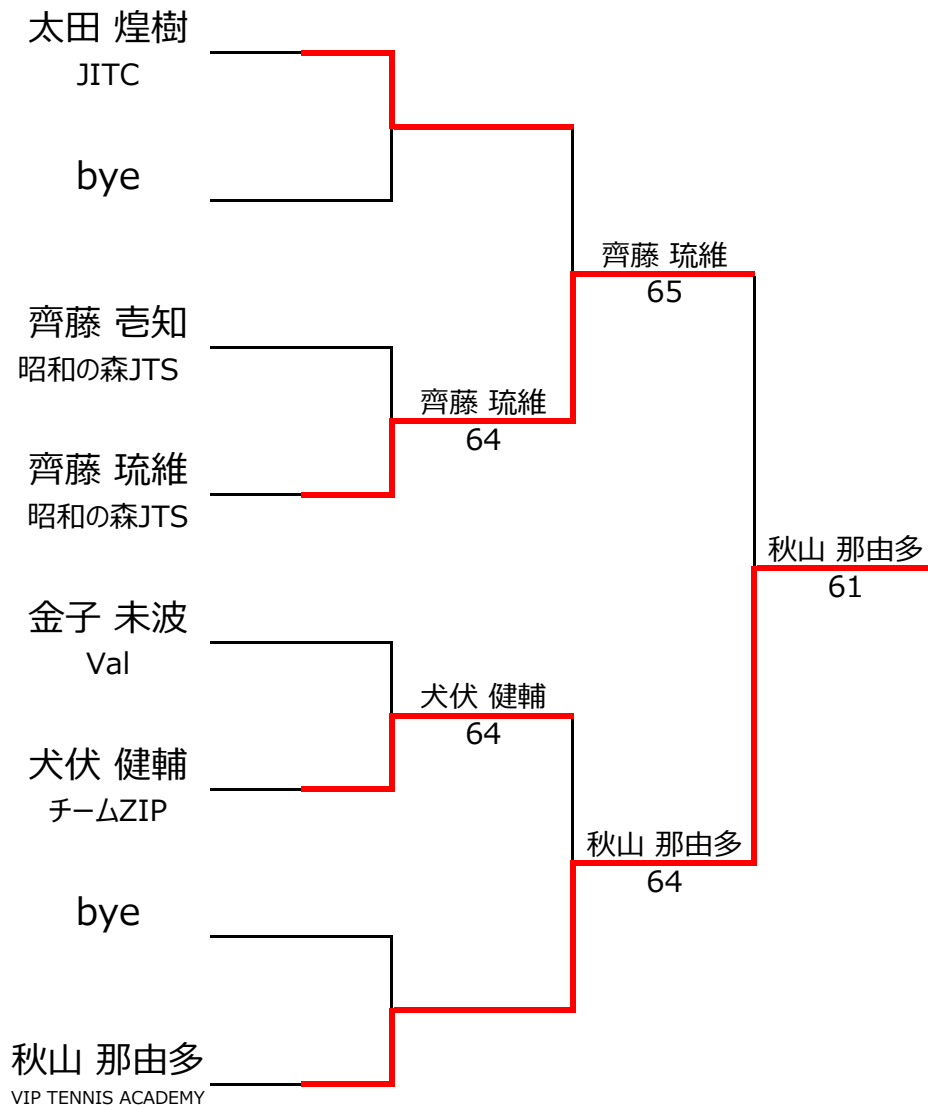 太田 煌樹
JITC
bye
齊藤 琉維
65
齊藤 壱知
昭和の森JTS
齊藤 琉維
64
齊藤 琉維
昭和の森JTS
秋山 那由多
61
金子 未波
Val
犬伏 健輔
64
犬伏 健輔
チームZIP
秋山 那由多
64
bye
秋山 那由多
VIP TENNIS ACADEMY